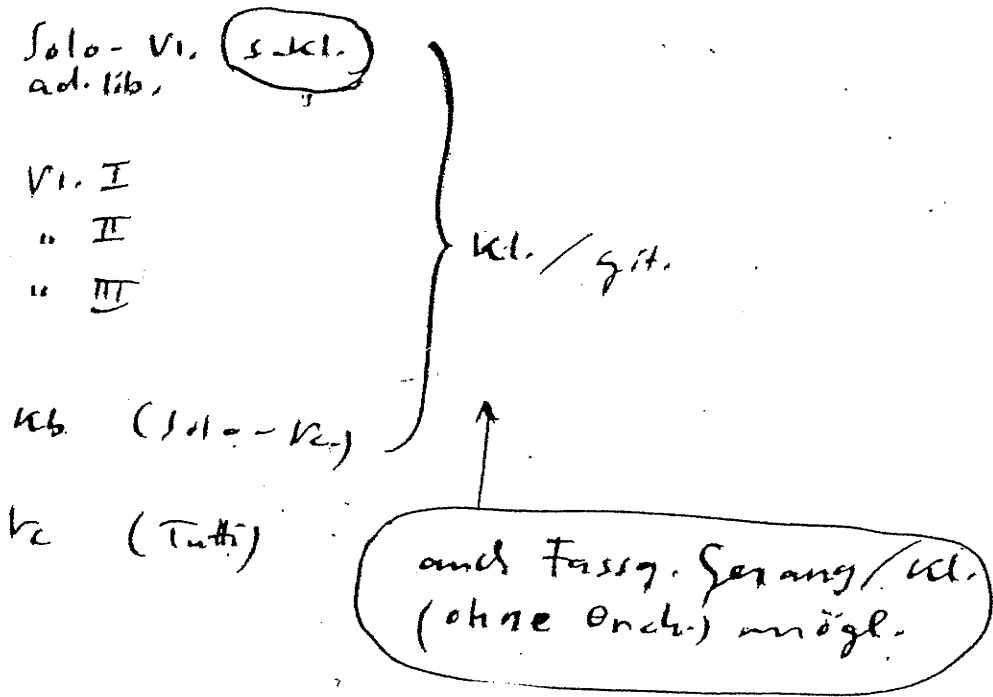 Solo-Vl. s. Kl.
ad. lib.
Vl. I
" II
" III
Kl. / Git.
Kb (Solo-Vc.)
Vc (Tutti)
auch Fassg. Gesang/Kl.
(ohne Orch.) mögl.